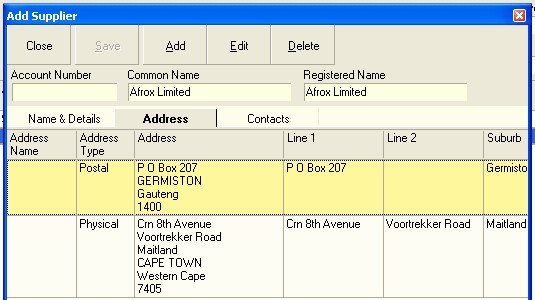 Add Supplier
Close Save Add Edit Delete
Account Number Common Name Registered Name
Afrox Limited Afrox Limited
Name & Details Address Contacts
Address Name Address Type Address Line 1 Line 2 Suburb
Postal P O Box 207 P O Box 207 Germisto
GERMISTON
Gauteng
1400
Physical Crn 8th Avenue Crn 8th Avenue Voortrekker Road Maitland
Voortrekker Road
Maitland
CAPE TOWN
Western Cape
7405